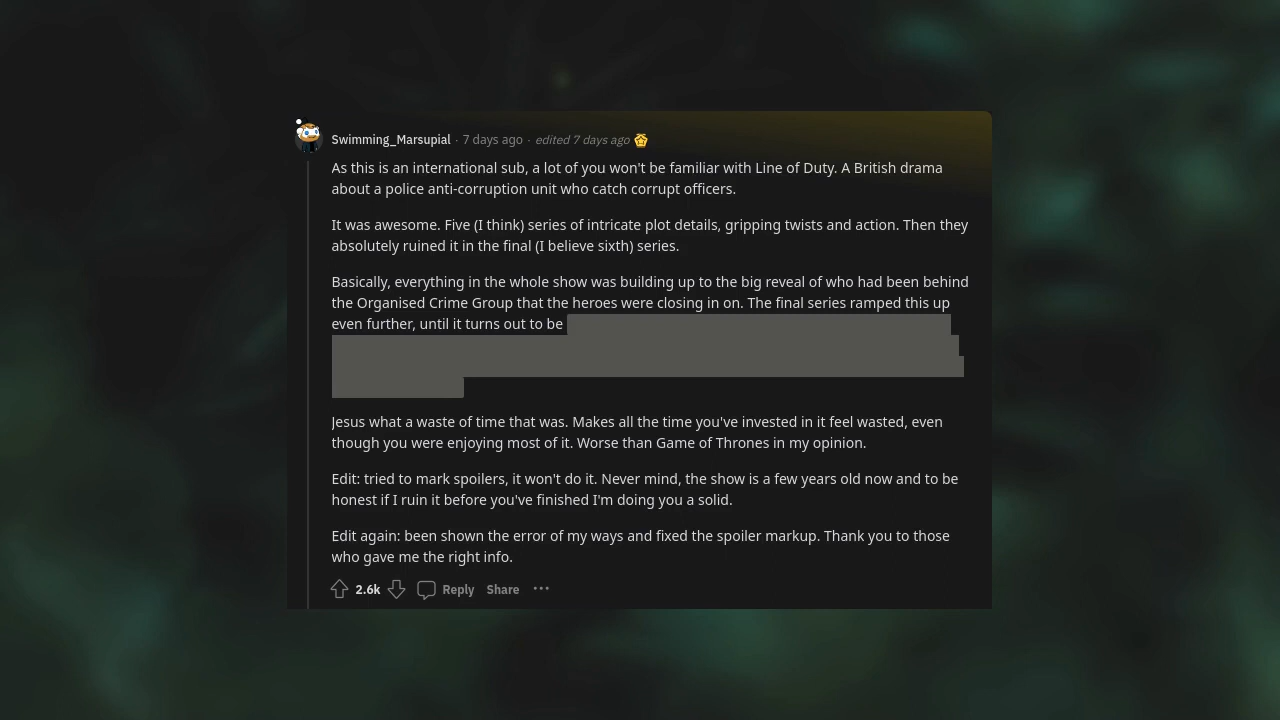 Swimming_Marsupial · 7 days ago · edited 7 days ago
As this is an international sub, a lot of you won't be familiar with Line of Duty. A British drama
about a police anti-corruption unit who catch corrupt officers.
It was awesome. Five (I think) series of intricate plot details, gripping twists and action. Then they
absolutely ruined it in the final (I believe sixth) series.
Basically, everything in the whole show was building up to the big reveal of who had been behind
the Organised Crime Group that the heroes were closing in on. The final series ramped this up
even further, until it turns out to be
Jesus what a waste of time that was. Makes all the time you've invested in it feel wasted, even
though you were enjoying most of it. Worse than Game of Thrones in my opinion.
Edit: tried to mark spoilers, it won't do it. Never mind, the show is a few years old now and to be
honest if I ruin it before you've finished I'm doing you a solid.
Edit again: been shown the error of my ways and fixed the spoiler markup. Thank you to those
who gave me the right info.
2.6k Reply Share ···